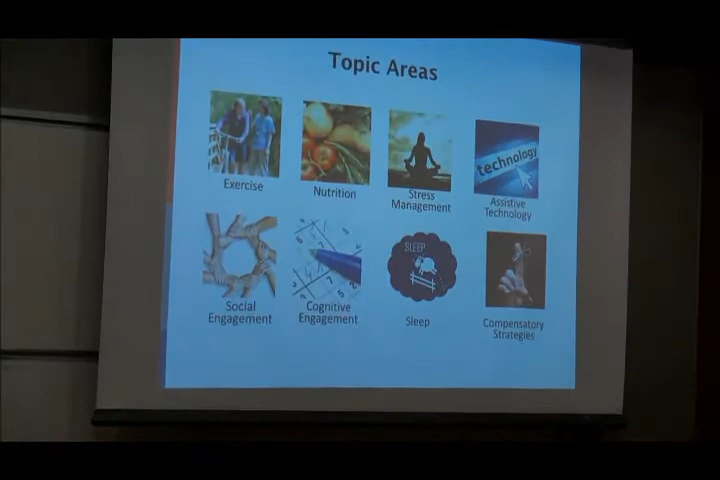 Topic Areas
Exercise
Nutrition
Stress
Management
technology
Assistive
Technology
Social
Engagement
Cognitive
Engagement
SLEEP
Sleep
Compensatory
Strategies